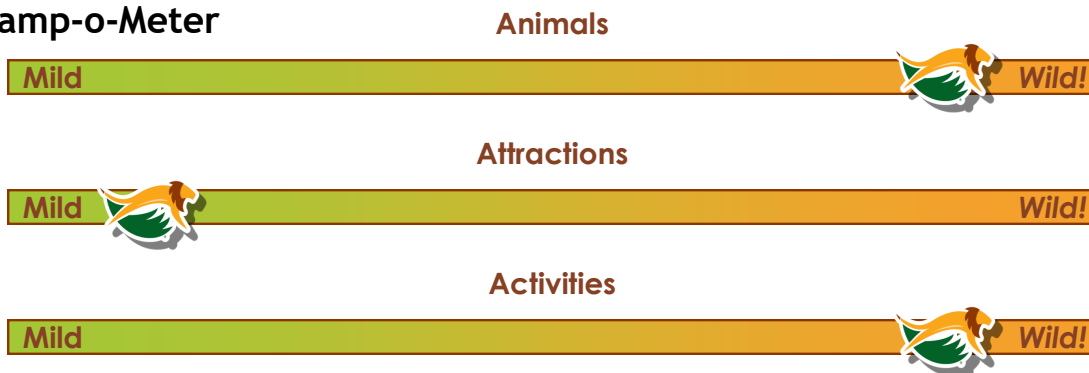 amp-o-Meter
Animals
Mild Wild!
Attractions
Mild Wild!
Activities
Mild Wild!